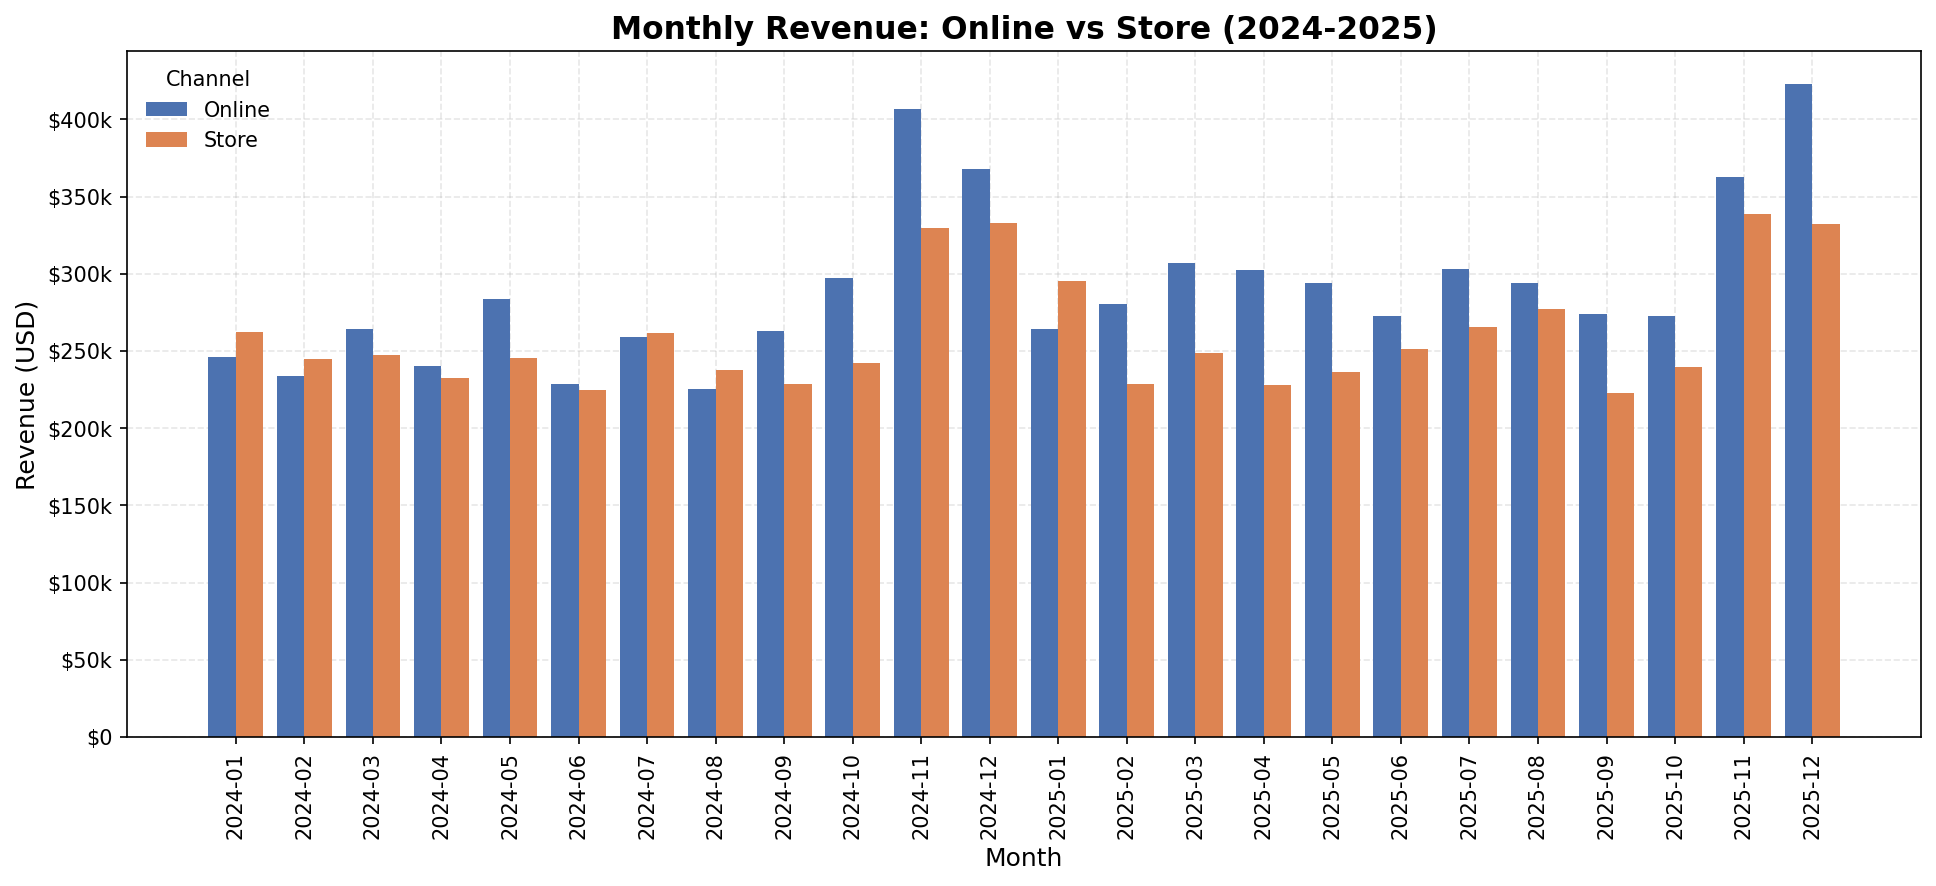 Monthly Revenue: Online vs Store (2024-2025)
Channel
Online
Store
$400k
$350k
$300k
$250k
$200k
$150k
$100k
$50k
$0
Revenue (USD)
2024-01
2024-02
2024-03
2024-04
2024-05
2024-06
2024-07
2024-08
2024-09
2024-10
2024-11
2024-12
2025-01
2025-02
2025-03
2025-04
2025-05
2025-06
2025-07
2025-08
2025-09
2025-10
2025-11
2025-12
Month